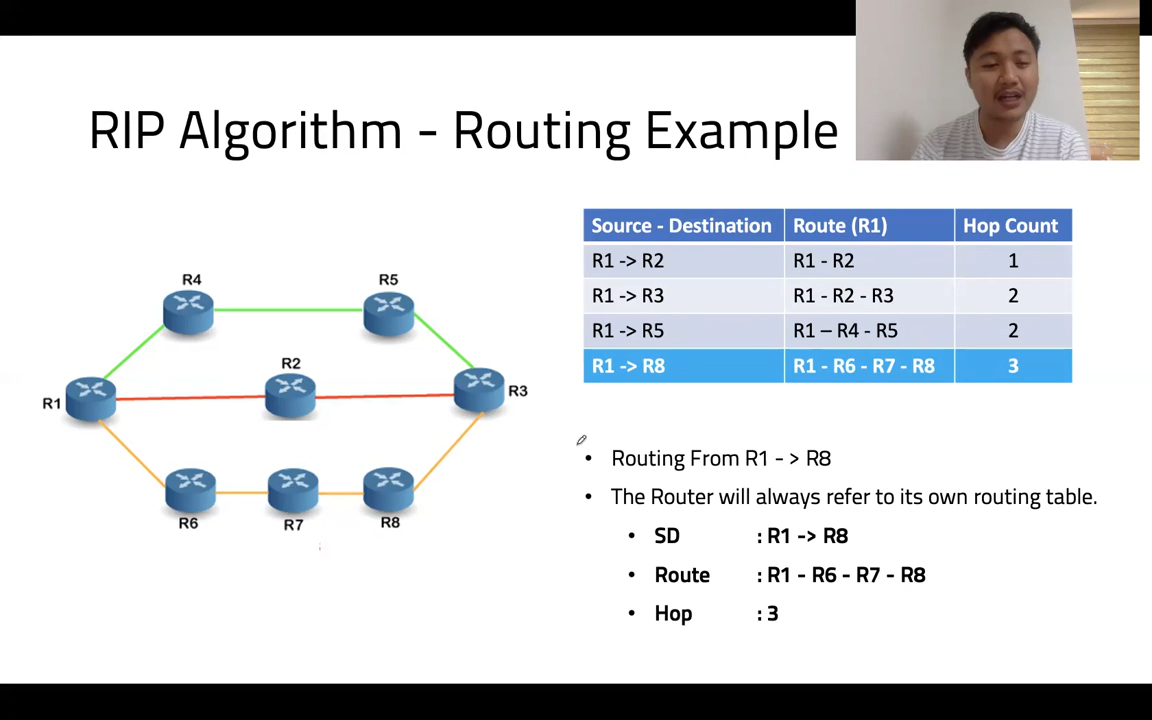 RIP Algorithm - Routing Example
R4
R5
R2
R1
R3
R6
R7
R8
Source - Destination Route (R1) Hop Count
R1 -> R2 R1 - R2 1
R1 -> R3 R1 - R2 - R3 2
R1 -> R5 R1 – R4 - R5 2
R1 -> R8 R1 - R6 - R7 - R8 3
• Routing From R1 - > R8
• The Router will always refer to its own routing table.
• SD : R1 -> R8
• Route : R1 - R6 - R7 - R8
• Hop : 3